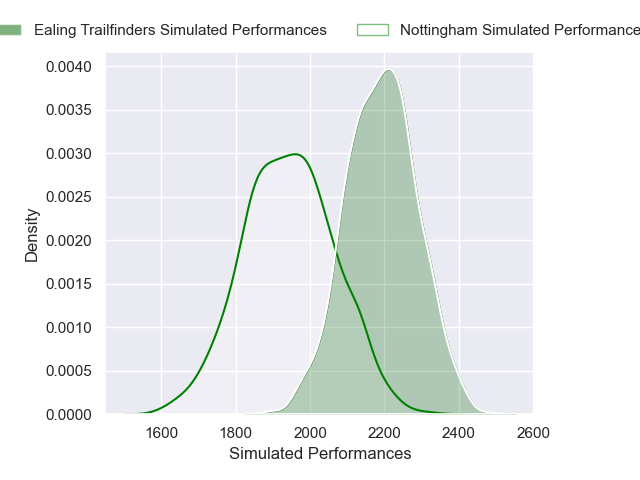 Ealing Trailfinders Simulated Performances
Nottingham Simulated Performance
0.0040
0.0035
0.0030
0.0025
0.0020
0.0015
0.0010
0.0005
0.0000
Density
1600 1800 2000 2200 2400 2600
Simulated Performances